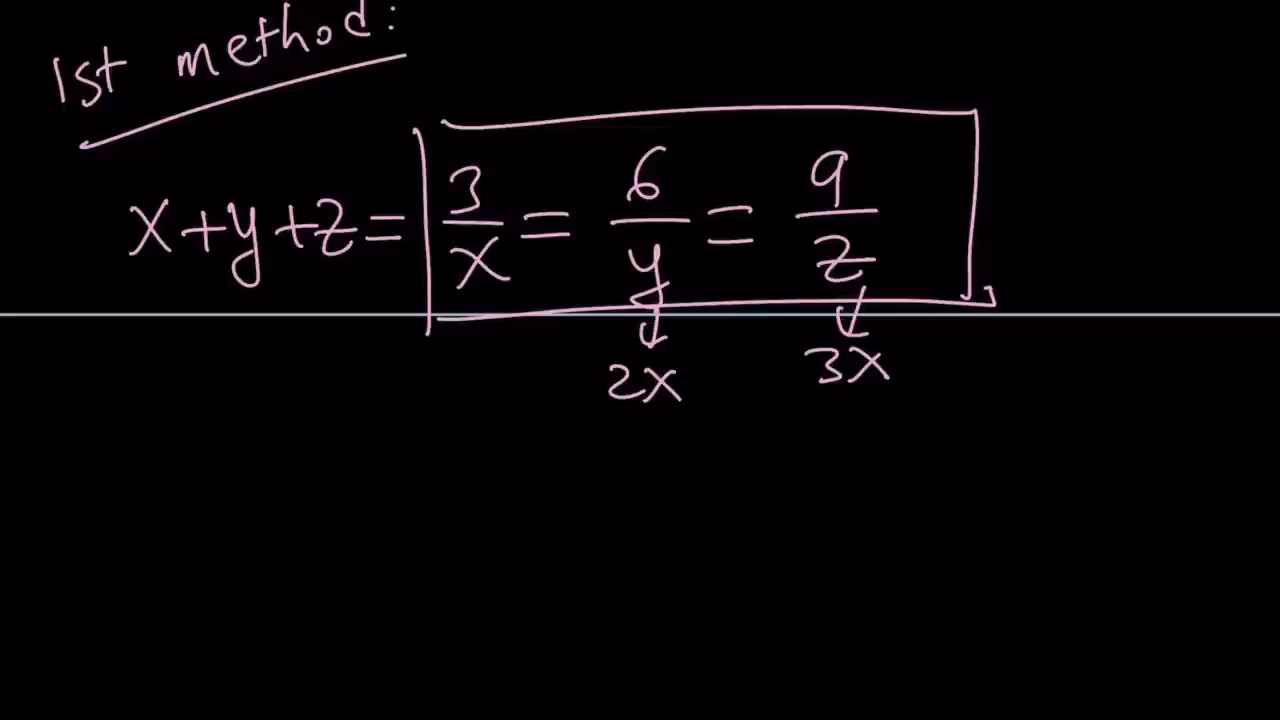 1st method:
x+y+z = 3/x = 6/y = 9/z
↓ ↓
2x 3x